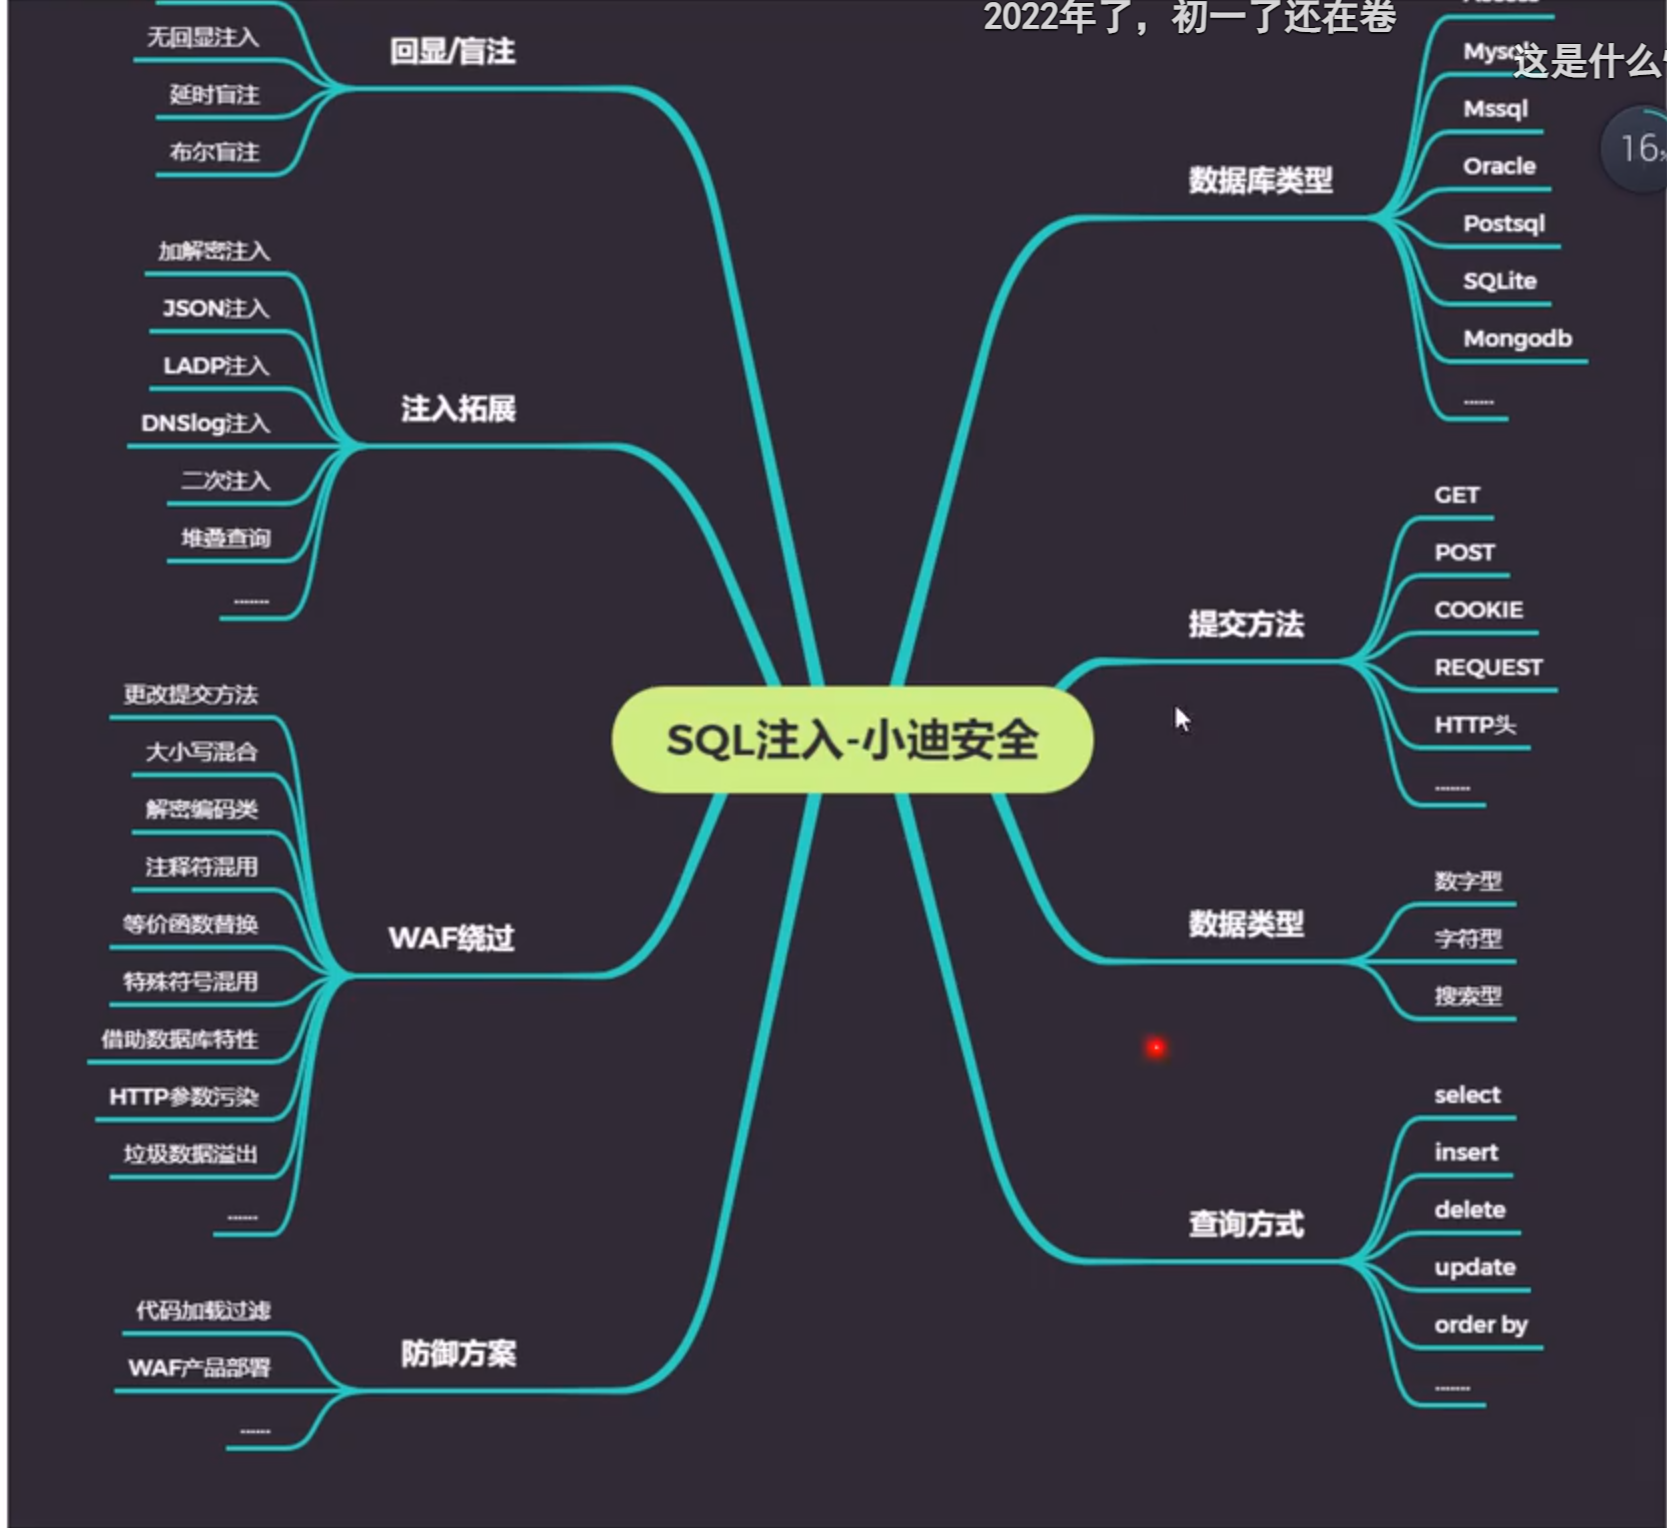 2022年了，初一了还在卷
这是什么
16
回显/盲注
无回显注入
延时盲注
布尔盲注
注入拓展
加解密注入
JSON注入
LADP注入
DNSlog注入
二次注入
堆叠查询
.......
WAF绕过
更改提交方法
大小写混合
解密编码类
注释符混用
等价函数替换
特殊符号混用
借助数据库特性
HTTP参数污染
垃圾数据溢出
......
防御方案
代码加载过滤
WAF产品部署
......
SQL注入-小迪安全
数据库类型
Mysql
Mssql
Oracle
Postsql
SQLite
Mongodb
......
提交方法
GET
POST
COOKIE
REQUEST
HTTP头
.......
数据类型
数字型
字符型
搜索型
查询方式
select
insert
delete
update
order by
.......